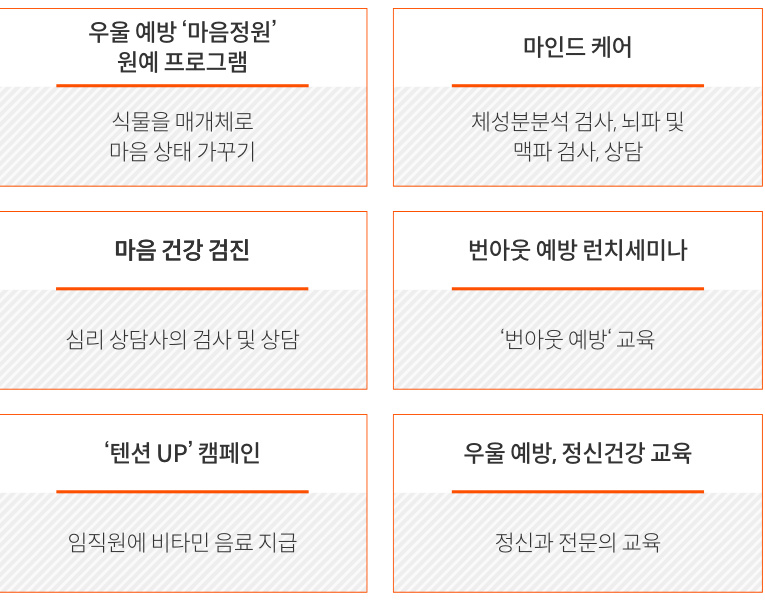 우울 예방 ‘마음정원’
원예 프로그램
식물을 매개체로
마음 상태 가꾸기
마인드 케어
체성분분석 검사, 뇌파 및
맥파 검사, 상담
마음 건강 검진
심리 상담사의 검사 및 상담
번아웃 예방 런치세미나
‘번아웃 예방‘ 교육
‘텐션 UP’ 캠페인
임직원에 비타민 음료 지급
우울 예방, 정신건강 교육
정신과 전문의 교육